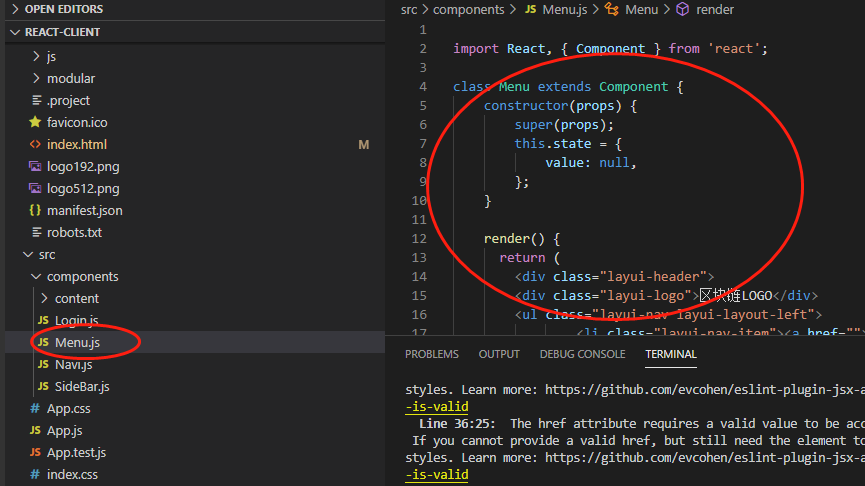 OPEN EDITORS
REACT-CLIENT
js
modular
.project
favicon.ico
index.html M
logo192.png
logo512.png
manifest.json
robots.txt
src
components
content
JS Login.js
JS Menu.js
JS Navi.js
JS SideBar.js
# App.css
JS App.js
JS App.test.js
# index.css
src > components > JS Menu.js > Menu > render
1
2 import React, { Component } from 'react';
3
4 class Menu extends Component {
5 constructor(props) {
6 super(props);
7 this.state = {
8 value: null,
9 };
10 }
11
12 render() {
13 return (
14 <div class="layui-header">
15 <div class="layui-logo">区块链LOGO</div>
16 <ul class="layui-nav layui-layout-left">
17 <li class="layui-nav-item"><a href="">
PROBLEMS OUTPUT DEBUG CONSOLE TERMINAL
styles. Learn more: https://github.com/evcohen/eslint-plugin-jsx-a
-is-valid
Line 36:25: The href attribute requires a valid value to be acc
If you cannot provide a valid href, but still need the element to
styles. Learn more: https://github.com/evcohen/eslint-plugin-jsx-a
-is-valid